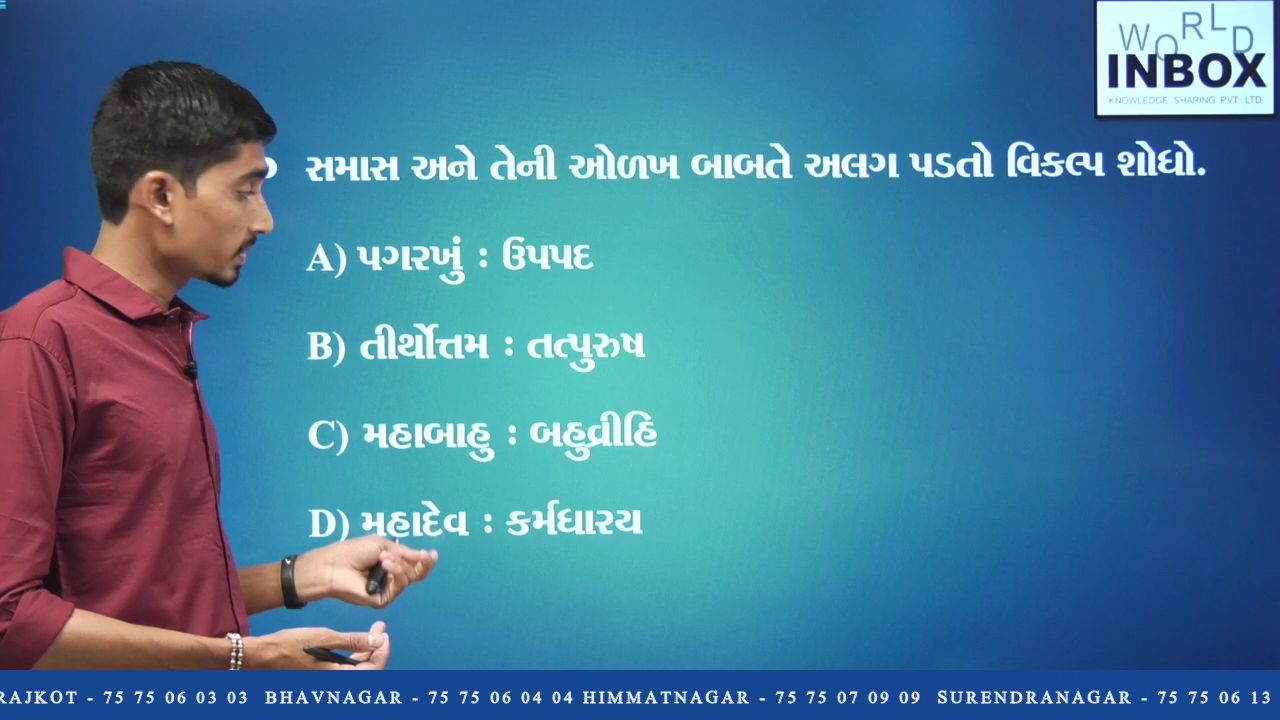 WORLD
INBOX
KNOWLEDGE SHARING PVT LTD.
સમાસ અને તેની ઓળખ બાબતે અલગ પડતો વિકલ્પ શોધો.
A) પગરખું : ઉપપદ
B) તીર્થોત્તમ : તત્પુરુષ
C) મહાબાહુ : બહુવ્રીહિ
D) મહાદેવ : કર્મધારય
RAJKOT - 75 75 06 03 03 BHAVNAGAR - 75 75 06 04 04 HIMMATNAGAR - 75 75 07 09 09 SURENDRANAGAR - 75 75 06 13